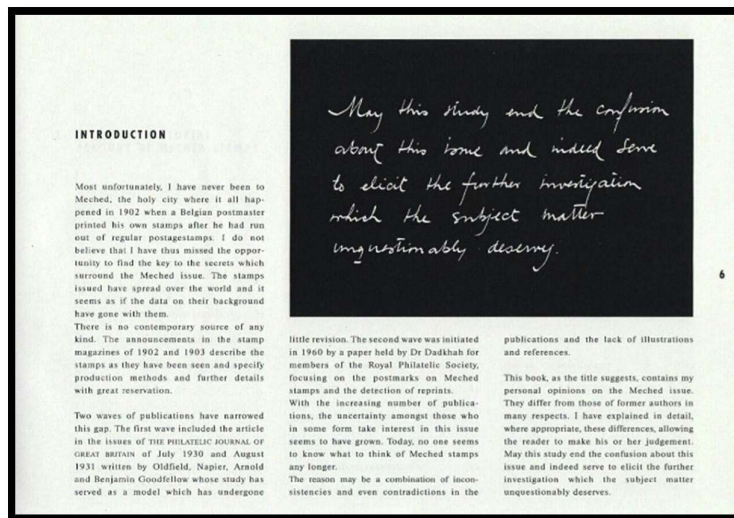 INTRODUCTION
Most unfortunately, I have never been to
Meched, the holy city where it all hap-
pened in 1902 when a Belgian postmaster
printed his own stamps after he had run
out of regular postagestamps. I do not
believe that I have thus missed the oppor-
tunity to find the key to the secrets which
surround the Meched issue. The stamps
issued have spread over the world and it
seems as if the data on their background
have gone with them.
There is no contemporary source of any
kind. The announcements in the stamp
magazines of 1902 and 1903 describe the
stamps as they have been seen and specify
production methods and further details
with great reservation.
Two waves of publications have narrowed
this gap. The first wave included the article
in the issues of THE PHILATELIC JOURNAL OF
GREAT BRITAIN of July 1930 and August
1931 written by Oldfield, Napier, Arnold
and Benjamin Goodfellow whose study has
served as a model which has undergone
May this study end the confusion
about this issue and indeed serve
to elicit the further investigation
which the subject matter
unquestionably deserves.
little revision. The second wave was initiated
in 1960 by a paper held by Dr Dadkhah for
members of the Royal Philatelic Society,
focusing on the postmarks on Meched
stamps and the detection of reprints.
With the increasing number of publica-
tions, the uncertainty amongst those who
in some form take interest in this issue
seems to have grown. Today, no one seems
to know what to think of Meched stamps
any longer.
The reason may be a combination of incon-
sistencies and even contradictions in the
publications and the lack of illustrations
and references.
This book, as the title suggests, contains my
personal opinions on the Meched issue.
They differ from those of former authors in
many respects. I have explained in detail,
where appropriate, these differences, allowing
the reader to make his or her judgement.
May this study end the confusion about this
issue and indeed serve to elicit the further
investigation which the subject matter
unquestionably deserves.
6